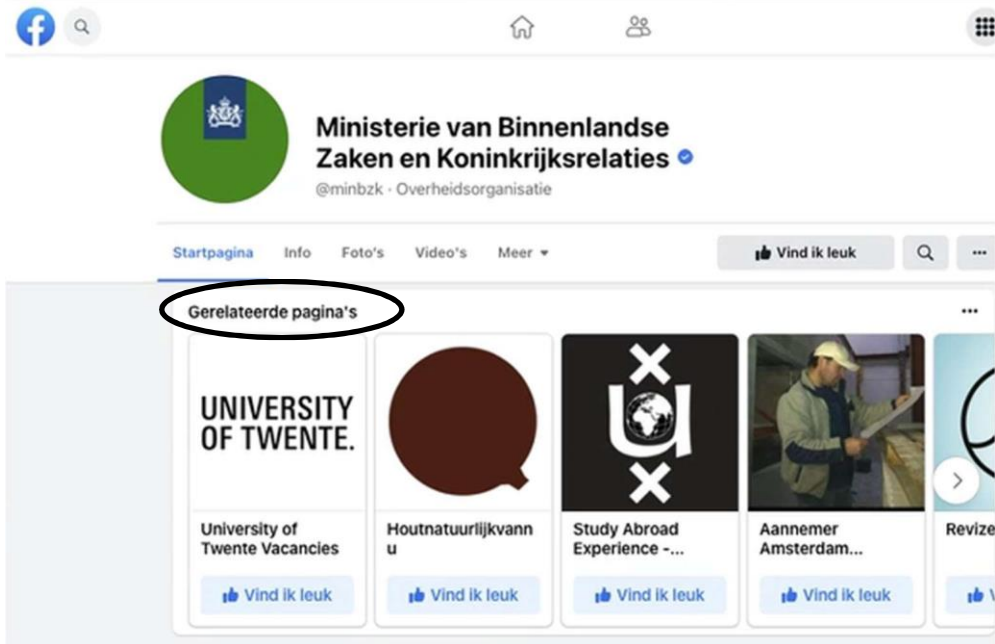 Ministerie van Binnenlandse
Zaken en Koninkrijksrelaties
@minbzk · Overheidsorganisatie
Startpagina Info Foto's Video's Meer
Vind ik leuk
Gerelateerde pagina's
UNIVERSITY
OF TWENTE.
University of
Twente Vacancies
Vind ik leuk
Houtnatuurlijkvann
u
Vind ik leuk
Study Abroad
Experience -...
Vind ik leuk
Aannemer
Amsterdam...
Vind ik leuk